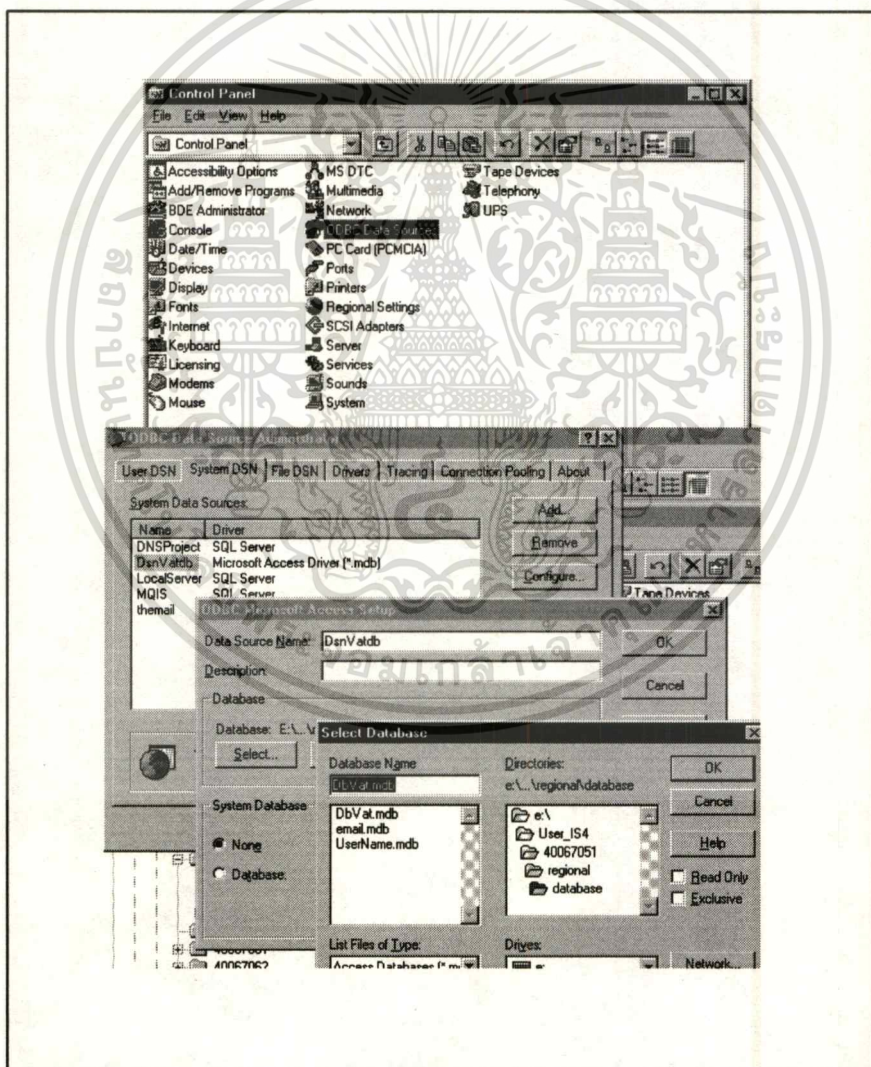 Control Panel
File Edit View Help
Control Panel
Accessibility Options
Add/Remove Programs
BDE Administrator
Console
Date/Time
Devices
Display
Fonts
Internet
Keyboard
Licensing
Modems
Mouse
MS DTC
Multimedia
Network
ODBC Data Sources
PC Card (PCMCIA)
Ports
Printers
Regional Settings
SCSI Adapters
Server
Services
Sounds
System
Tape Devices
Telephony
UPS
ODBC Data Source Administrator
User DSN System DSN File DSN Drivers Tracing Connection Pooling About
System Data Sources:
Name Driver
DNSProject SQL Server
DsnVatdb Microsoft Access Driver (*.mdb)
LocalServer SQL Server
MQIS SQL Server
themail
Add...
Remove
Configure...
Tape Devices
ODBC Microsoft Access Setup
Data Source Name: DsnVatdb
Description:
OK
Cancel
Database
Database: E:\...\
Select...
System Database
None
Database:
Select Database
Database Name
DbVat.mdb
DbVat.mdb
email.mdb
UserName.mdb
List Files of Type:
Access Databases (*.m
Directories:
e:\...\regional\database
e:\
User_IS4
40067051
regional
database
Drives:
e:
OK
Cancel
Help
Read Only
Exclusive
Network...
40067061
40067062